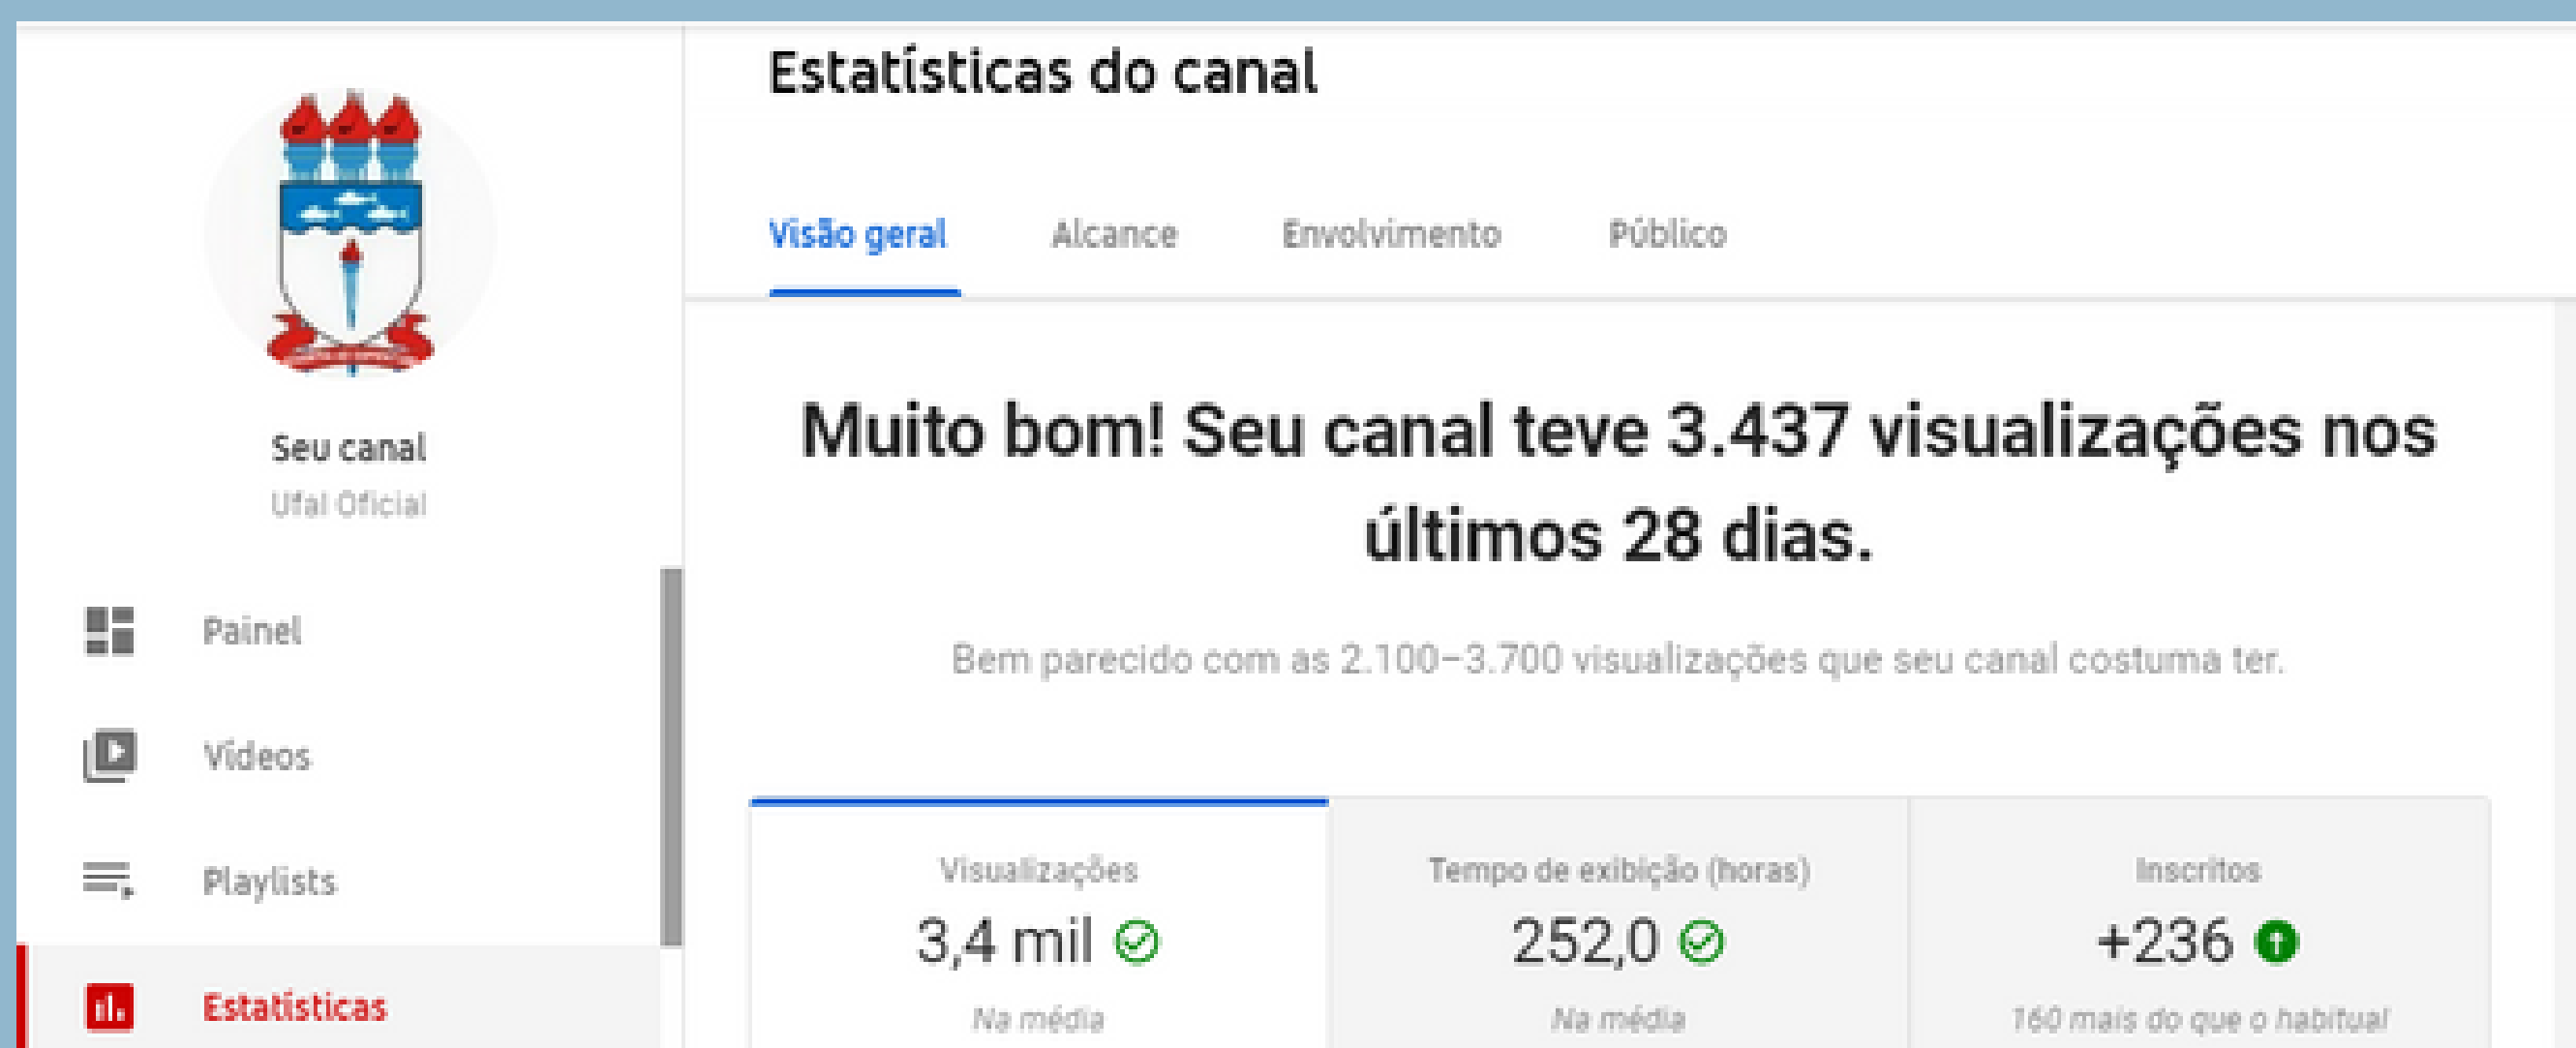 Estatísticas do canal
Visão geral Alcance Envolvimento Público
Seu canal
Ufal Oficial
Painel
Vídeos
Playlists
Estatísticas
Muito bom! Seu canal teve 3.437 visualizações nos
últimos 28 dias.
Bem parecido com as 2.100–3.700 visualizações que seu canal costuma ter.
Visualizações
3,4 mil
Na média
Tempo de exibição (horas)
252,0
Na média
Inscritos
+236
160 mais do que o habitual